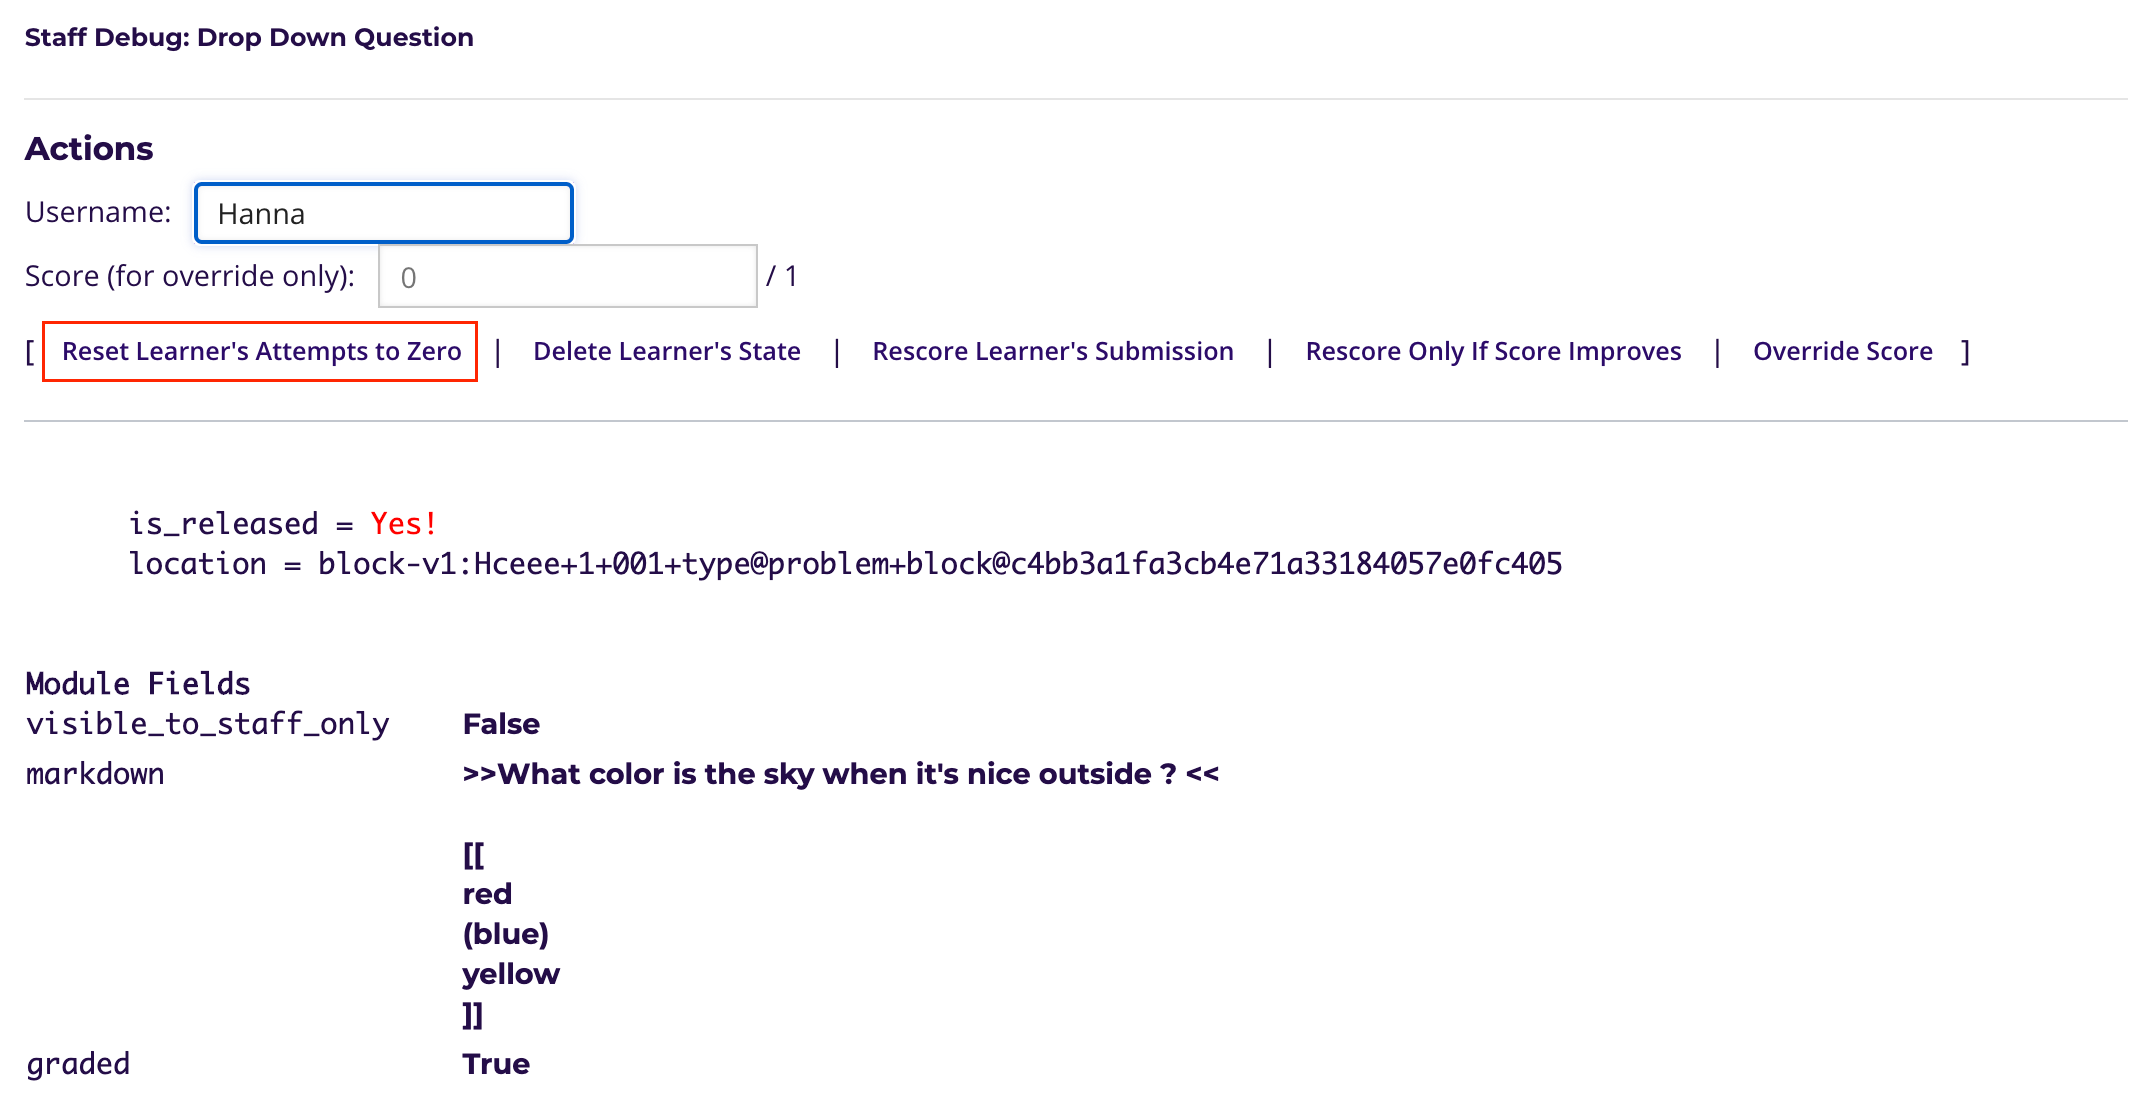 Staff Debug: Drop Down Question
Actions
Username: Hanna
Score (for override only): 0 / 1
[ Reset Learner's Attempts to Zero | Delete Learner's State | Rescore Learner's Submission | Rescore Only If Score Improves | Override Score ]
is_released = Yes!
location = block-v1:Hceee+1+001+type@problem+block@c4bb3a1fa3cb4e71a33184057e0fc405
Module Fields
visible_to_staff_only False
markdown >>What color is the sky when it's nice outside ? <<
[[
red
(blue)
yellow
]]
graded True